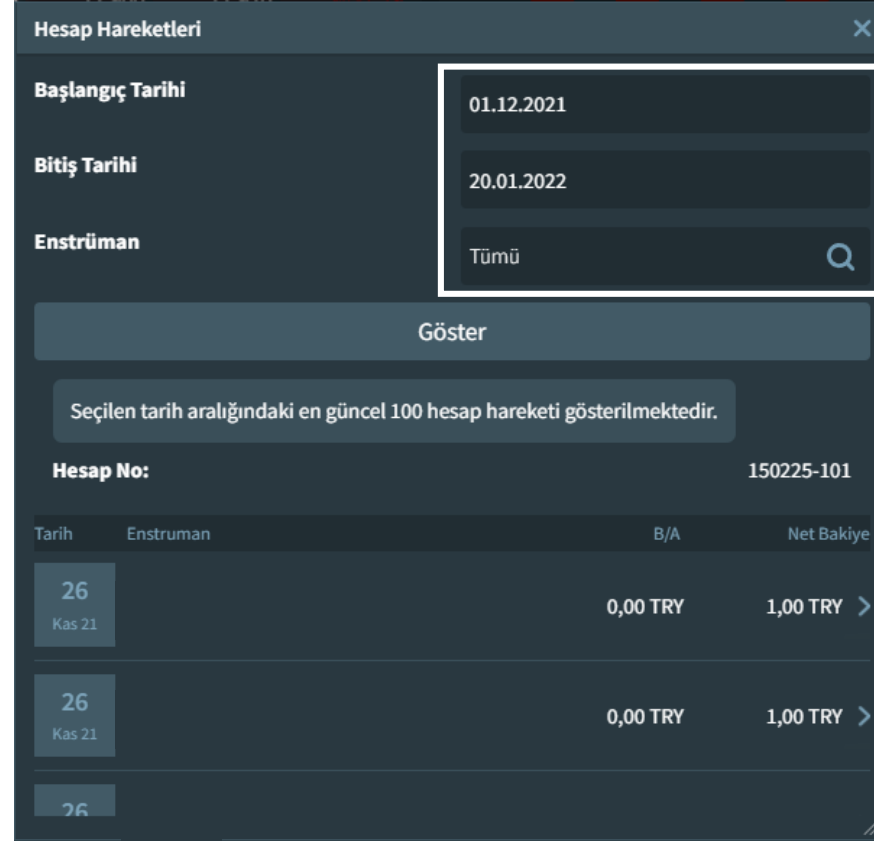 Hesap Hareketleri
Başlangıç Tarihi
01.12.2021
Bitiş Tarihi
20.01.2022
Enstrüman
Tümü
Göster
Seçilen tarih aralığındaki en güncel 100 hesap hareketi gösterilmektedir.
Hesap No: 150225-101
Tarih Enstruman B/A Net Bakiye
26
Kas 21
0,00 TRY 1,00 TRY
26
Kas 21
0,00 TRY 1,00 TRY
26